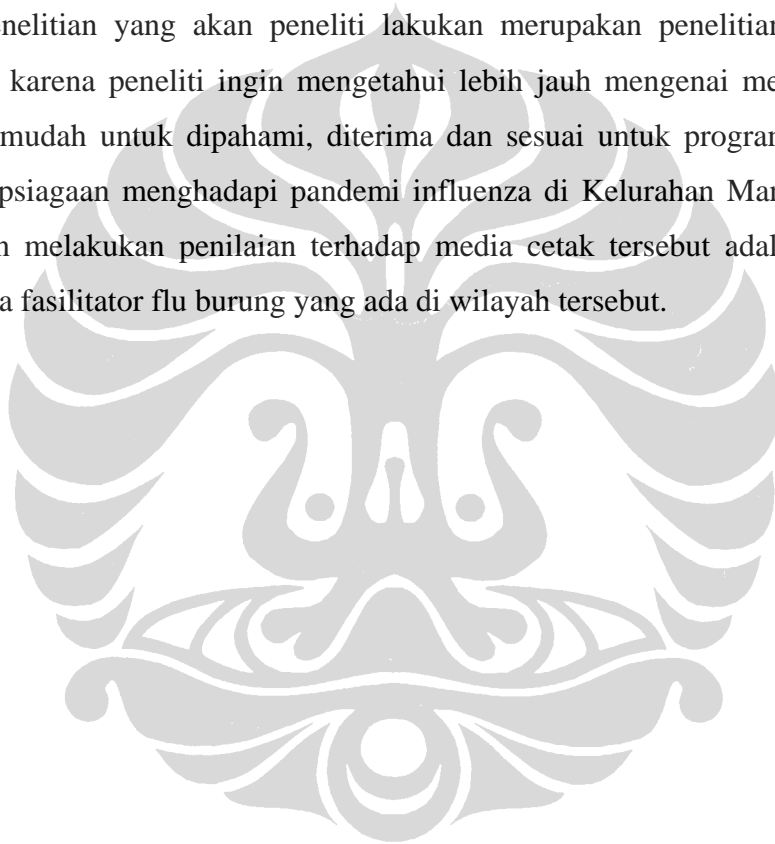 nelitian yang akan peneliti lakukan merupakan penelitian
karena peneliti ingin mengetahui lebih jauh mengenai me
mudah untuk dipahami, diterima dan sesuai untuk program
psiagaan menghadapi pandemi influenza di Kelurahan Man
melakukan penilaian terhadap media cetak tersebut adal
a fasilitator flu burung yang ada di wilayah tersebut.